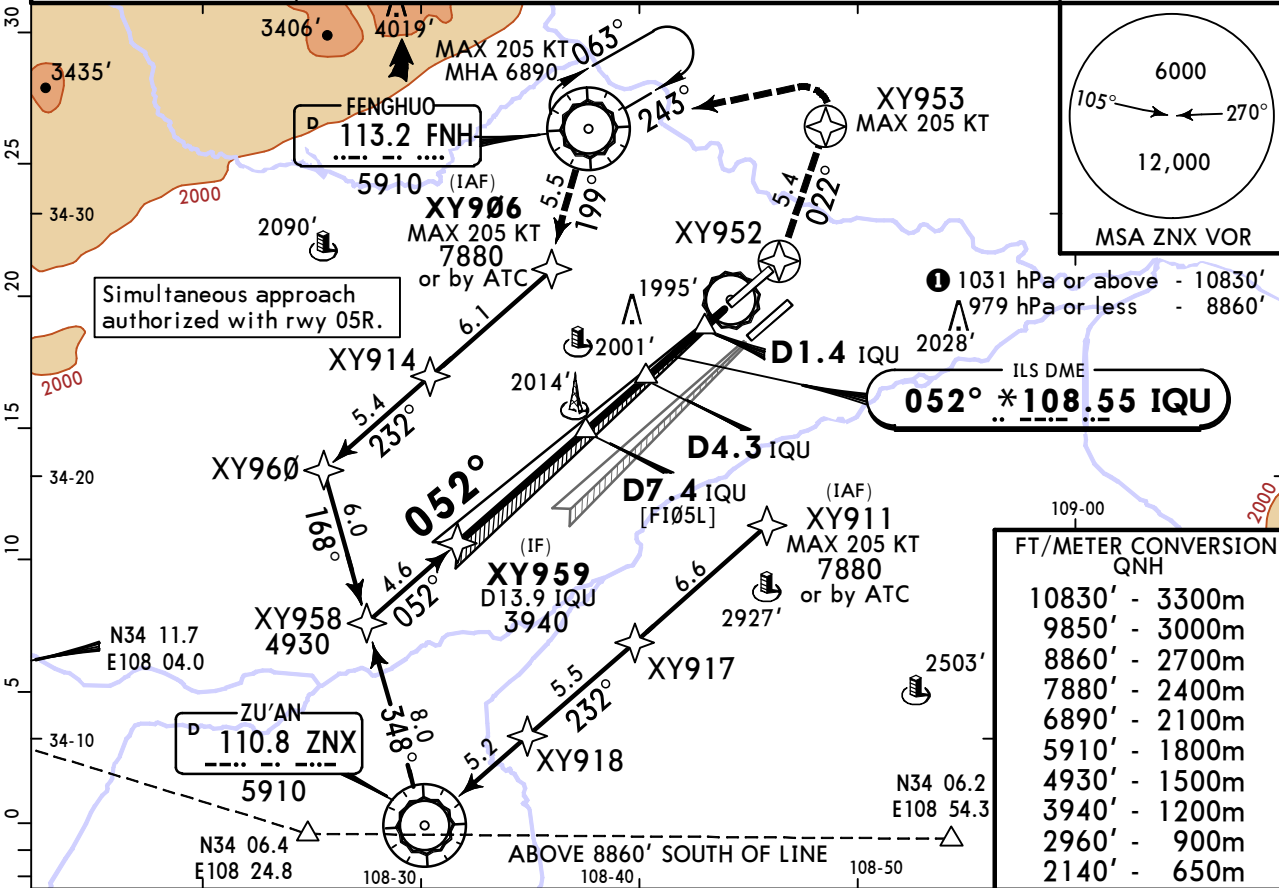 30
3406'
4019'
3435'
MAX 205 KT
MHA 6890
063°
243°
FENGHUO
D 113.2 FNH
5910
XY953
MAX 205 KT
6000
105°
270°
12,000
MSA ZNX VOR
25
2000
34-30
(IAF)
XY9Ø6
MAX 205 KT
7880
or by ATC
5.5
199°
5.4
022°
XY952
2090'
20
Simultaneous approach
authorized with rwy 05R.
1995'
❶ 1031 hPa or above - 10830'
979 hPa or less - 8860'
2028'
6.1
XY914
2001'
D1.4 IQU
2000
2014'
ILS DME
052° *108.55 IQU
15
5.4
232°
D4.3 IQU
XY96Ø
34-20
052°
D7.4 IQU
[FIØ5L]
(IAF)
XY911
MAX 205 KT
7880
or by ATC
109-00
2000
6.0
168°
10
(IF)
XY959
D13.9 IQU
3940
4.6
052°
6.6
2927'
XY958
4930
N34 11.7
E108 04.0
XY917
2503'
5
5.5
232°
ZU'AN
D 110.8 ZNX
5910
8.0
348°
34-10
5.2
XY918
N34 06.2
E108 54.3
0
N34 06.4
E108 24.8
ABOVE 8860' SOUTH OF LINE
108-30
108-40
108-50
FT/METER CONVERSION
QNH
10830' - 3300m
9850' - 3000m
8860' - 2700m
7880' - 2400m
6890' - 2100m
5910' - 1800m
4930' - 1500m
3940' - 1200m
2960' - 900m
2140' - 650m